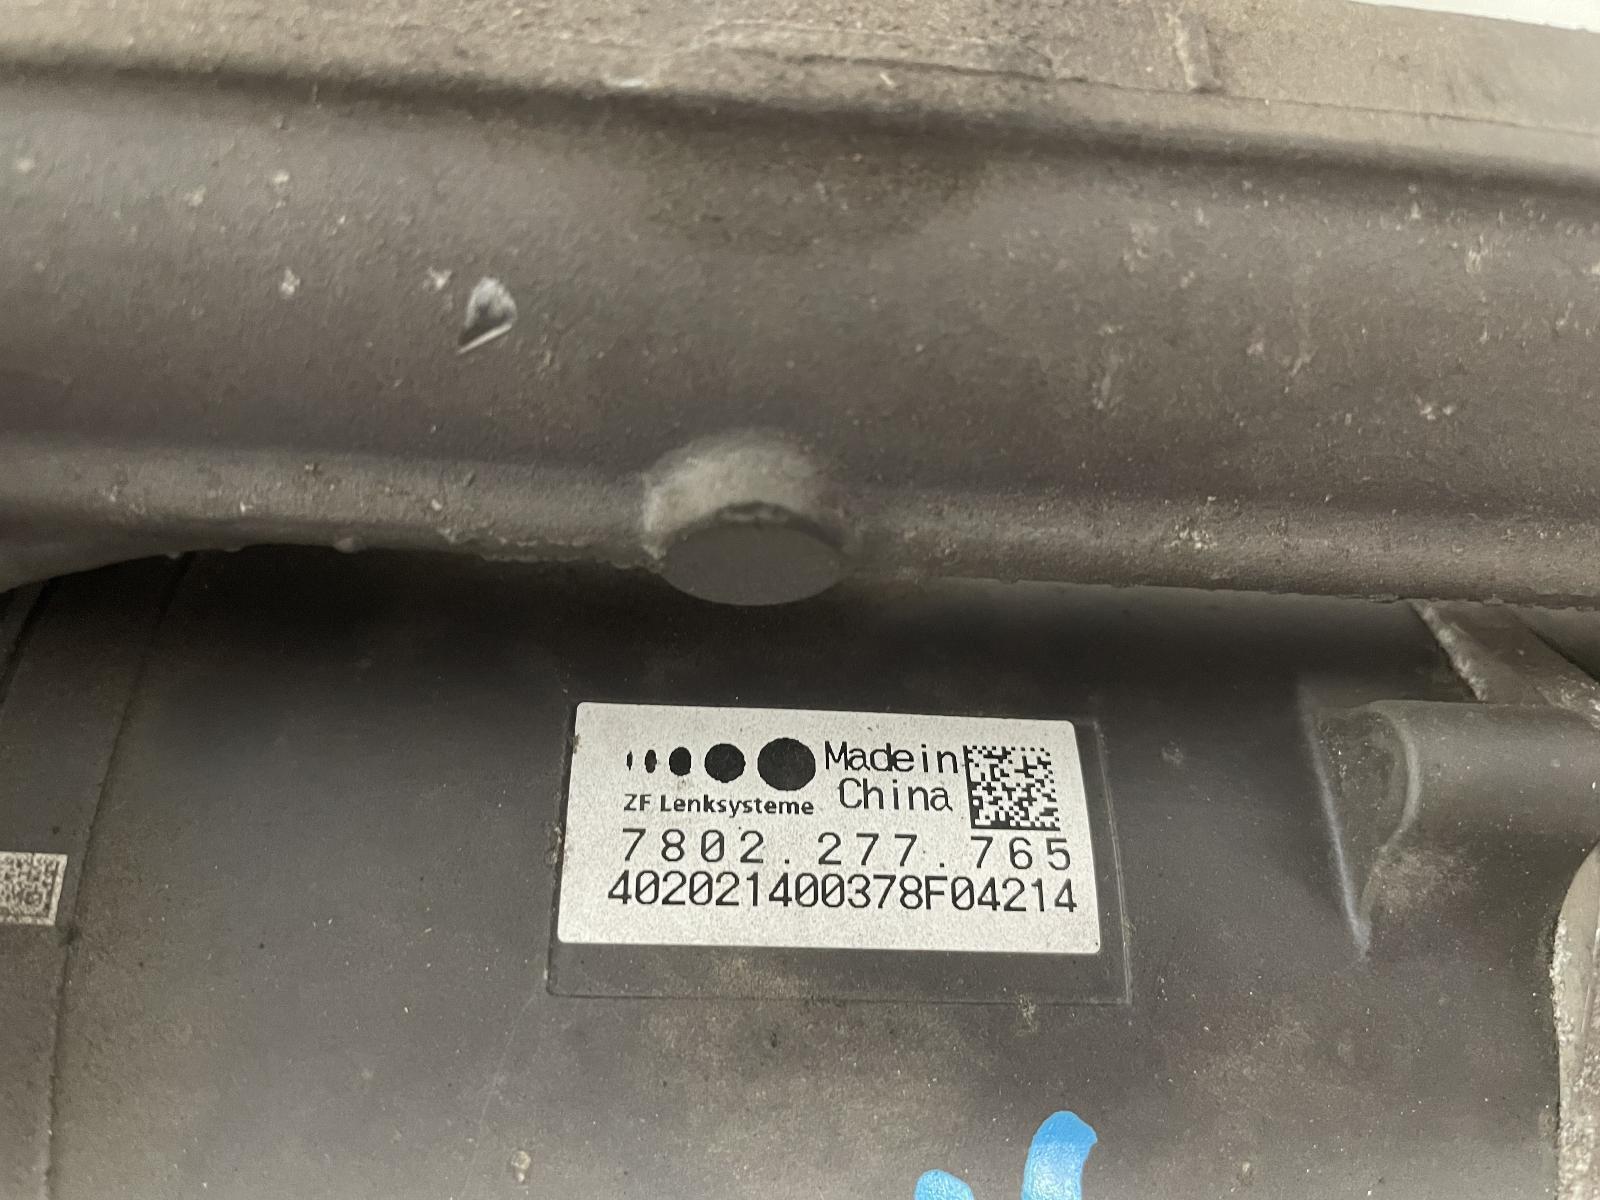 Made in
China
ZF Lenksysteme
7802.277.765
402021400378F04214